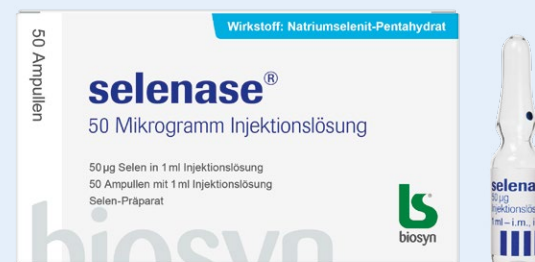 50 Ampullen
Wirkstoff: Natriumselenit-Pentahydrat
selenase®
50 Mikrogramm Injektionslösung
50 µg Selen in 1 ml Injektionslösung
50 Ampullen mit 1 ml Injektionslösung
Selen-Präparat
biosyn
biosyn
selena
50 µg
Injektionslös
1 ml – i.m., i